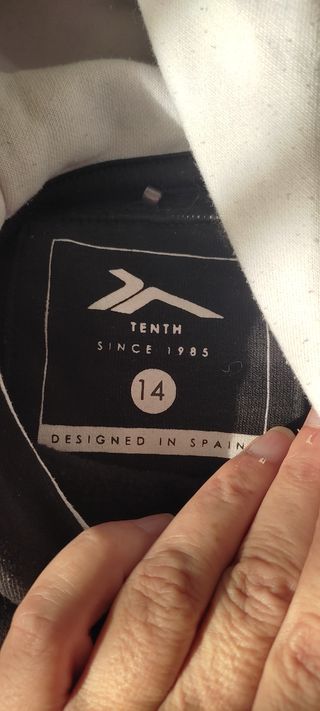 TENTH
SINCE 1985
14
DESIGNED IN SPAIN